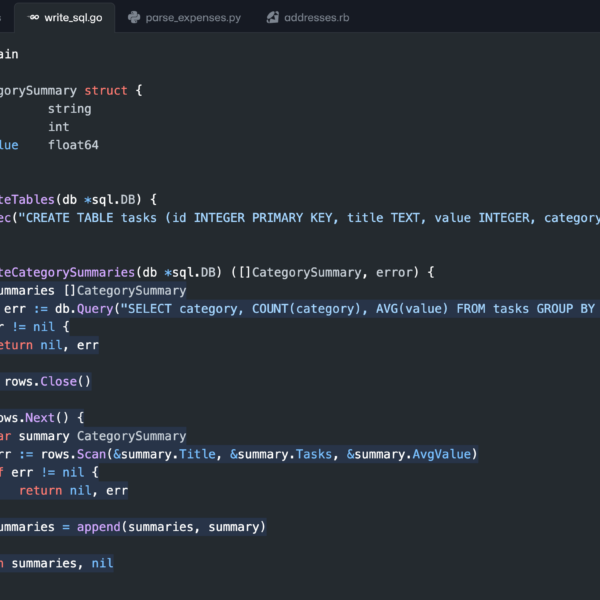 write_sql.go parse_expenses.py addresses.rb
ain
gorySummary struct {
string
int
lue float64
teTables(db *sql.DB) {
ec("CREATE TABLE tasks (id INTEGER PRIMARY KEY, title TEXT, value INTEGER, category
teCategorySummaries(db *sql.DB) ([]CategorySummary, error) {
ummaries []CategorySummary
err := db.Query("SELECT category, COUNT(category), AVG(value) FROM tasks GROUP BY
r != nil {
eturn nil, err
rows.Close()
ows.Next() {
ar summary CategorySummary
rr := rows.Scan(&summary.Title, &summary.Tasks, &summary.AvgValue)
f err != nil {
return nil, err
ummaries = append(summaries, summary)
n summaries, nil